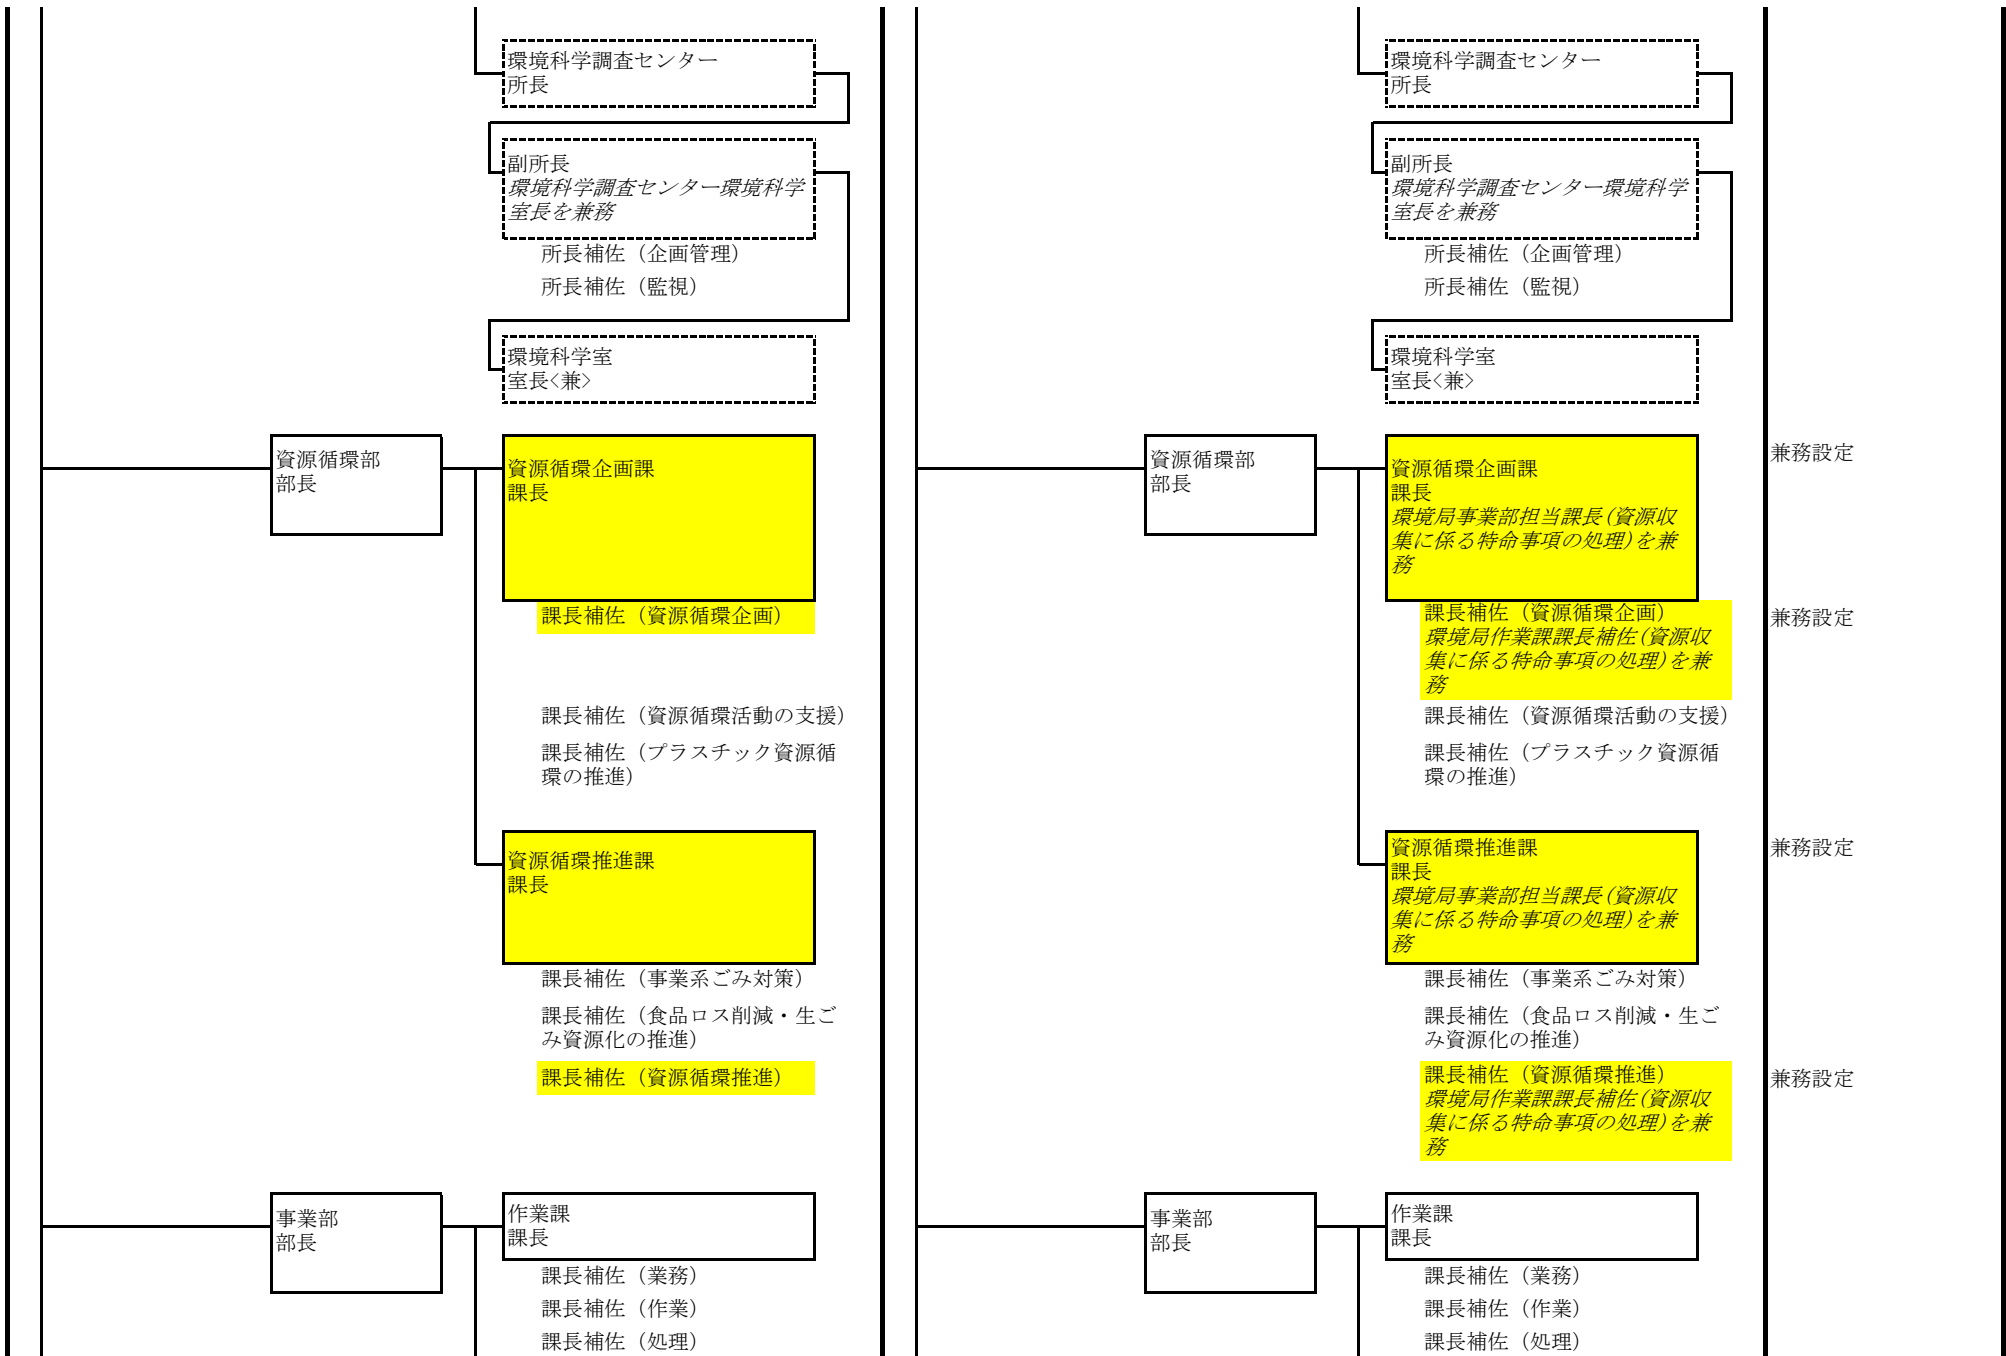 環境科学調査センター
所長
副所長
環境科学調査センター環境科学
室長を兼務
所長補佐（企画管理）
所長補佐（監視）
環境科学室
室長<兼>
資源循環部
部長
資源循環企画課
課長
課長補佐（資源循環企画）
課長補佐（資源循環活動の支援）
課長補佐（プラスチック資源循
環の推進）
資源循環推進課
課長
課長補佐（事業系ごみ対策）
課長補佐（食品ロス削減・生ご
み資源化の推進）
課長補佐（資源循環推進）
事業部
部長
作業課
課長
課長補佐（業務）
課長補佐（作業）
課長補佐（処理）
環境科学調査センター
所長
副所長
環境科学調査センター環境科学
室長を兼務
所長補佐（企画管理）
所長補佐（監視）
環境科学室
室長<兼>
資源循環部
部長
資源循環企画課
課長
環境局事業部担当課長(資源収
集に係る特命事項の処理)を兼
務
兼務設定
課長補佐（資源循環企画）
環境局作業課課長補佐(資源収
集に係る特命事項の処理)を兼
務
兼務設定
課長補佐（資源循環活動の支援）
課長補佐（プラスチック資源循
環の推進）
資源循環推進課
課長
環境局事業部担当課長(資源収
集に係る特命事項の処理)を兼
務
兼務設定
課長補佐（事業系ごみ対策）
課長補佐（食品ロス削減・生ご
み資源化の推進）
課長補佐（資源循環推進）
環境局作業課課長補佐(資源収
集に係る特命事項の処理)を兼
務
兼務設定
事業部
部長
作業課
課長
課長補佐（業務）
課長補佐（作業）
課長補佐（処理）